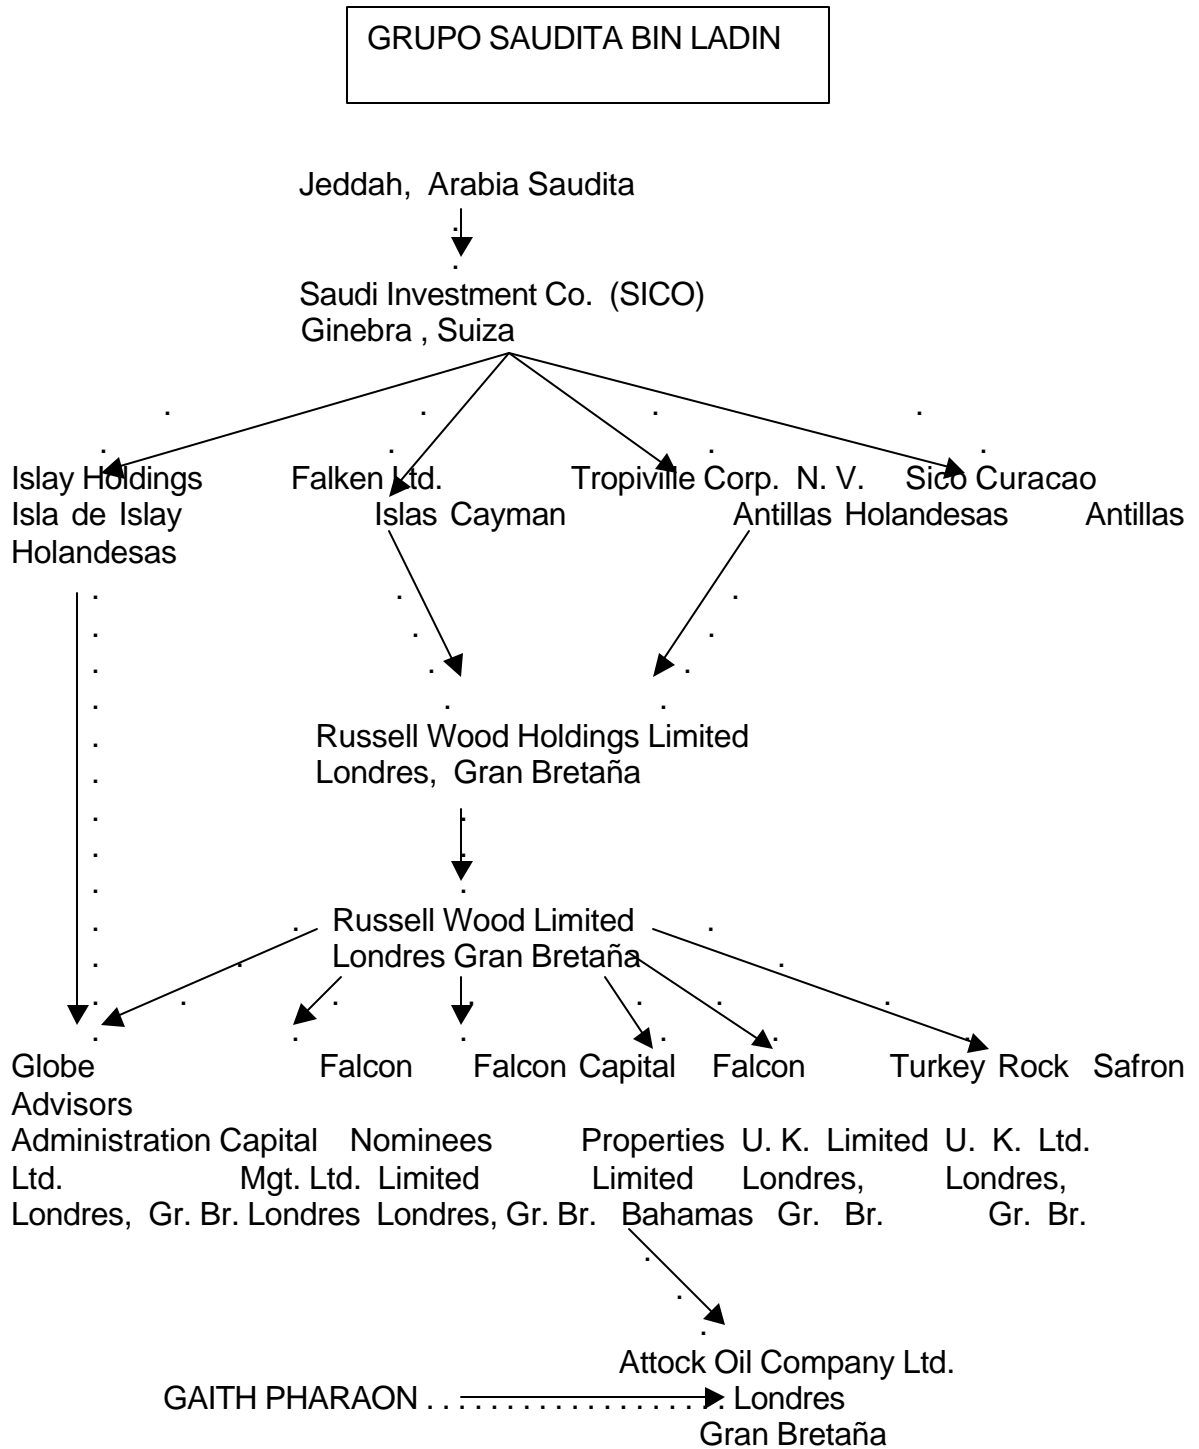 GRUPO SAUDITA BIN LADIN
Jeddah, Arabia Saudita
Saudi Investment Co. (SICO)
Ginebra , Suiza
Islay Holdings Falken Ltd. Tropiville Corp. N. V. Sico Curacao
Isla de Islay Islas Cayman Antillas Holandesas Antillas
Holandesas
Russell Wood Holdings Limited
Londres, Gran Bretaña
Russell Wood Limited
Londres Gran Bretaña
Globe Falcon Falcon Capital Falcon Turkey Rock Safron
Advisors
Administration Capital Nominees Properties U. K. Limited U. K. Ltd.
Ltd. Mgt. Ltd. Limited Limited Londres, Londres,
Londres, Gr. Br. Londres Londres, Gr. Br. Bahamas Gr. Br. Gr. Br.
Attock Oil Company Ltd.
GAITH PHARAON . . . . . . . . . . . . . . . . . . . Londres
Gran Bretaña